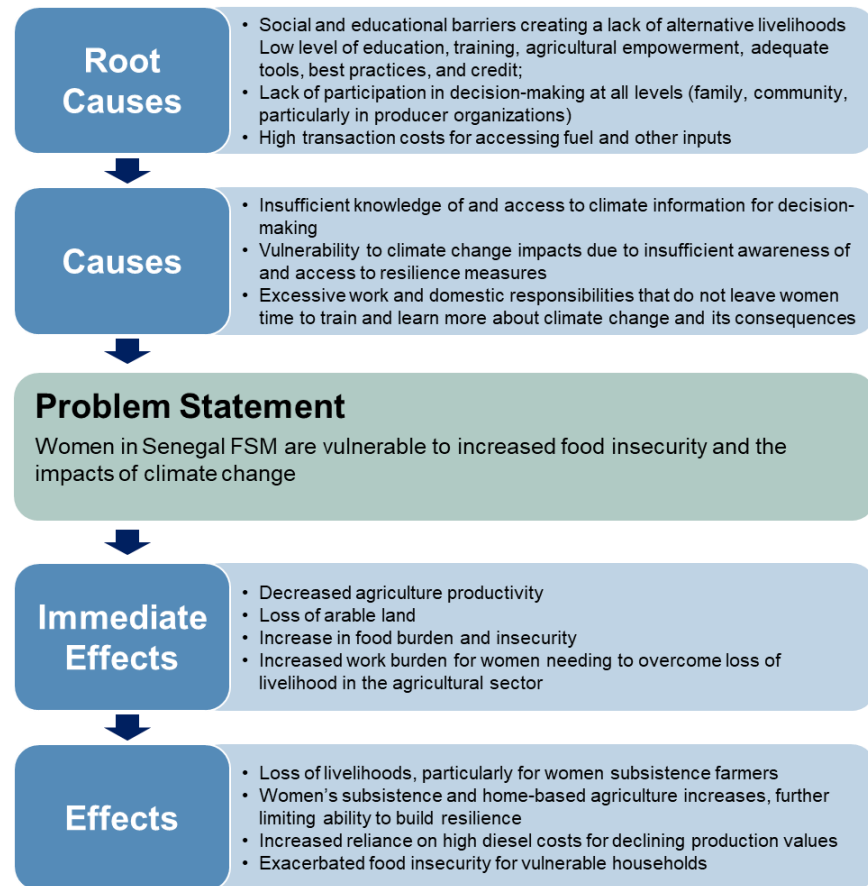 Root
Causes
• Social and educational barriers creating a lack of alternative livelihoods
Low level of education, training, agricultural empowerment, adequate
tools, best practices, and credit;
• Lack of participation in decision-making at all levels (family, community,
particularly in producer organizations)
• High transaction costs for accessing fuel and other inputs
Causes
• Insufficient knowledge of and access to climate information for decision-
making
• Vulnerability to climate change impacts due to insufficient awareness of
and access to resilience measures
• Excessive work and domestic responsibilities that do not leave women
time to train and learn more about climate change and its consequences
Problem Statement
Women in Senegal FSM are vulnerable to increased food insecurity and the
impacts of climate change
Immediate
Effects
• Decreased agriculture productivity
• Loss of arable land
• Increase in food burden and insecurity
• Increased work burden for women needing to overcome loss of
livelihood in the agricultural sector
Effects
• Loss of livelihoods, particularly for women subsistence farmers
• Women's subsistence and home-based agriculture increases, further
limiting ability to build resilience
• Increased reliance on high diesel costs for declining production values
• Exacerbated food insecurity for vulnerable households